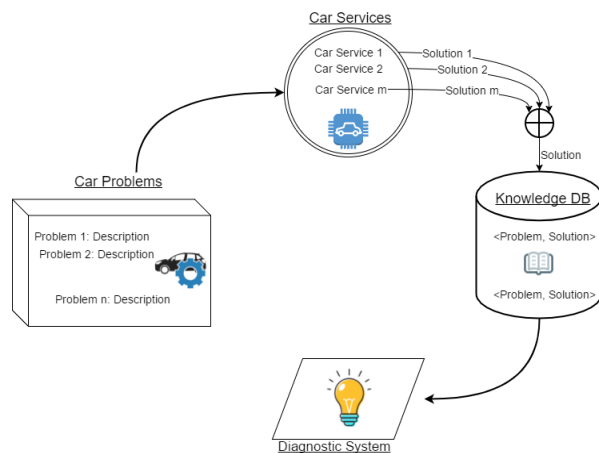 Car Services
Car Service 1
Solution 1
Car Service 2
Solution 2
Car Service m
Solution m
Solution
Car Problems
Problem 1: Description
Problem 2: Description
Problem n: Description
Knowledge DB
<Problem, Solution>
<Problem, Solution>
Diagnostic System